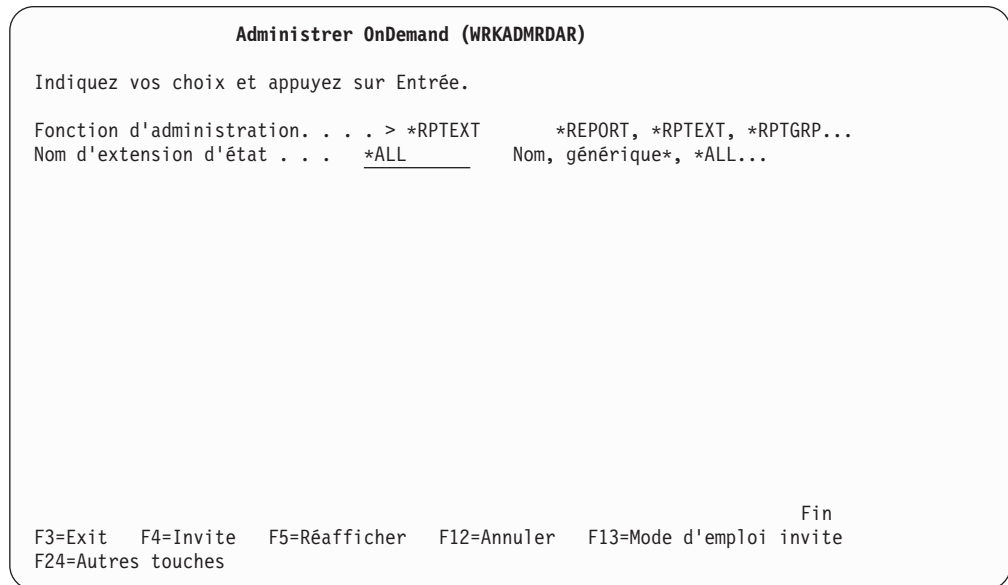 Administrer OnDemand (WRKADMRDAR)
Indiquez vos choix et appuyez sur Entrée.
Fonction d'administration. . . . > *RPTEXT *REPORT, *RPTEXT, *RPTGRP...
Nom d'extension d'état . . . *ALL Nom, générique*, *ALL...
Fin
F3=Exit F4=Invite F5=Réafficher F12=Annuler F13=Mode d'emploi invite
F24=Autres touches